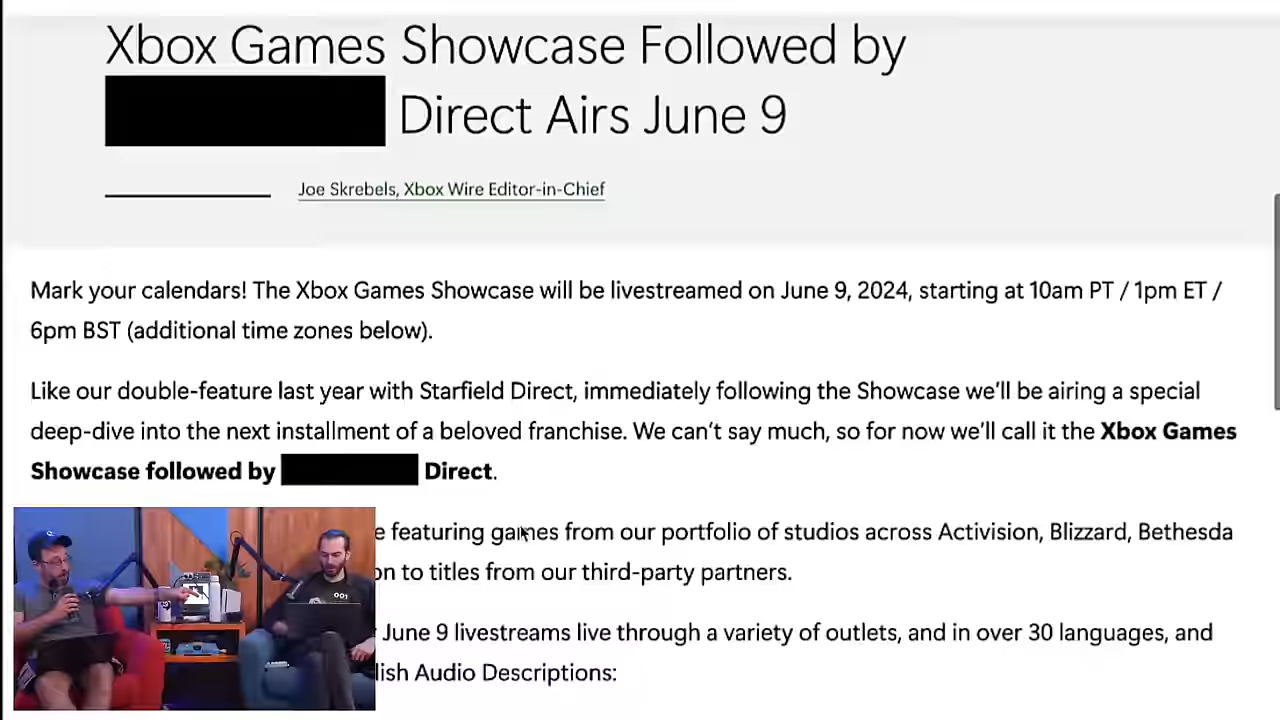 Xbox Games Showcase Followed by
Direct Airs June 9
Joe Skrebels, Xbox Wire Editor-in-Chief
Mark your calendars! The Xbox Games Showcase will be livestreamed on June 9, 2024, starting at 10am PT / 1pm ET /
6pm BST (additional time zones below).
Like our double-feature last year with Starfield Direct, immediately following the Showcase we’ll be airing a special
deep-dive into the next installment of a beloved franchise. We can’t say much, so for now we’ll call it the Xbox Games
Showcase followed by Direct.
e featuring games from our portfolio of studios across Activision, Blizzard, Bethesda
on to titles from our third-party partners.
June 9 livestreams live through a variety of outlets, and in over 30 languages, and
lish Audio Descriptions:
001